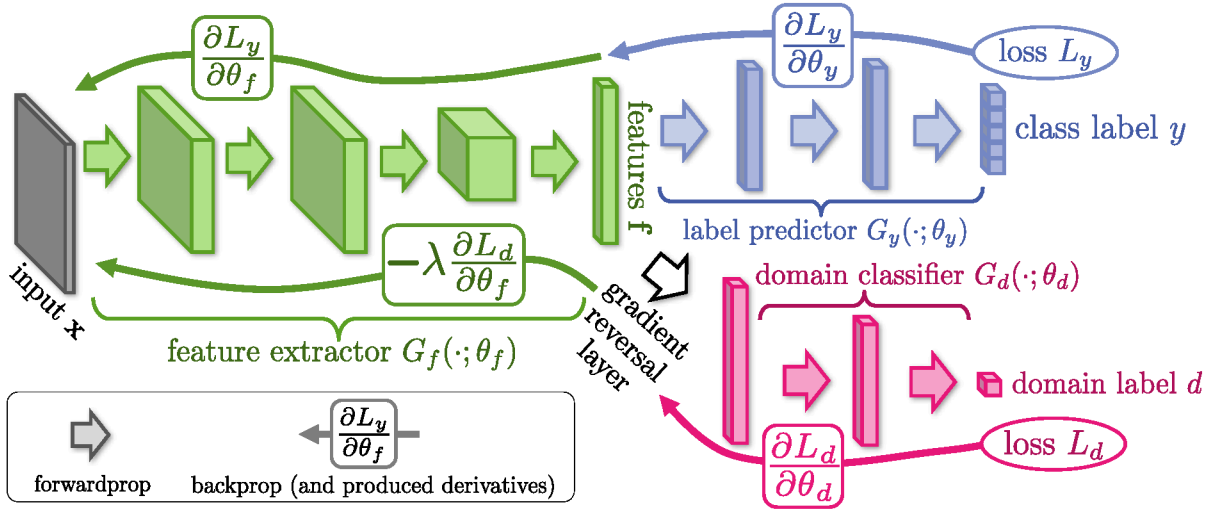 ∂L_y/∂θ_f
∂L_y/∂θ_y
loss L_y
features f
class label y
label predictor G_y(·; θ_y)
−λ ∂L_d/∂θ_f
input x
feature extractor G_f(·; θ_f)
gradient
reversal
layer
domain classifier G_d(·; θ_d)
domain label d
loss L_d
∂L_d/∂θ_d
∂L_y/∂θ_f
forwardprop
backprop (and produced derivatives)